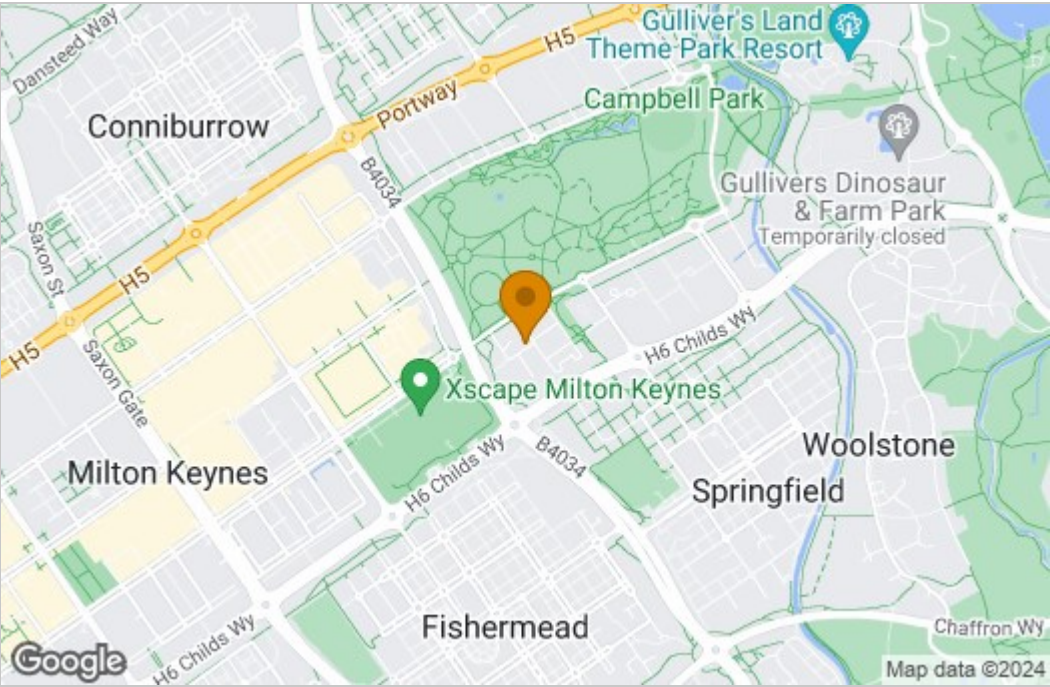 Dansteed Way
Conniburrow
H5
Portway
Gulliver's Land
Theme Park Resort
Campbell Park
B4034
Gullivers Dinosaur
& Farm Park
Temporarily closed
Saxon St
H5
H5
Saxon Gate
H6 Childs Wy
Xscape Milton Keynes
Milton Keynes
H6 Childs Wy
B4034
Woolstone
Springfield
Fishermead
H6 Childs Wy
Chaffron Wy
Google
Map data ©2024